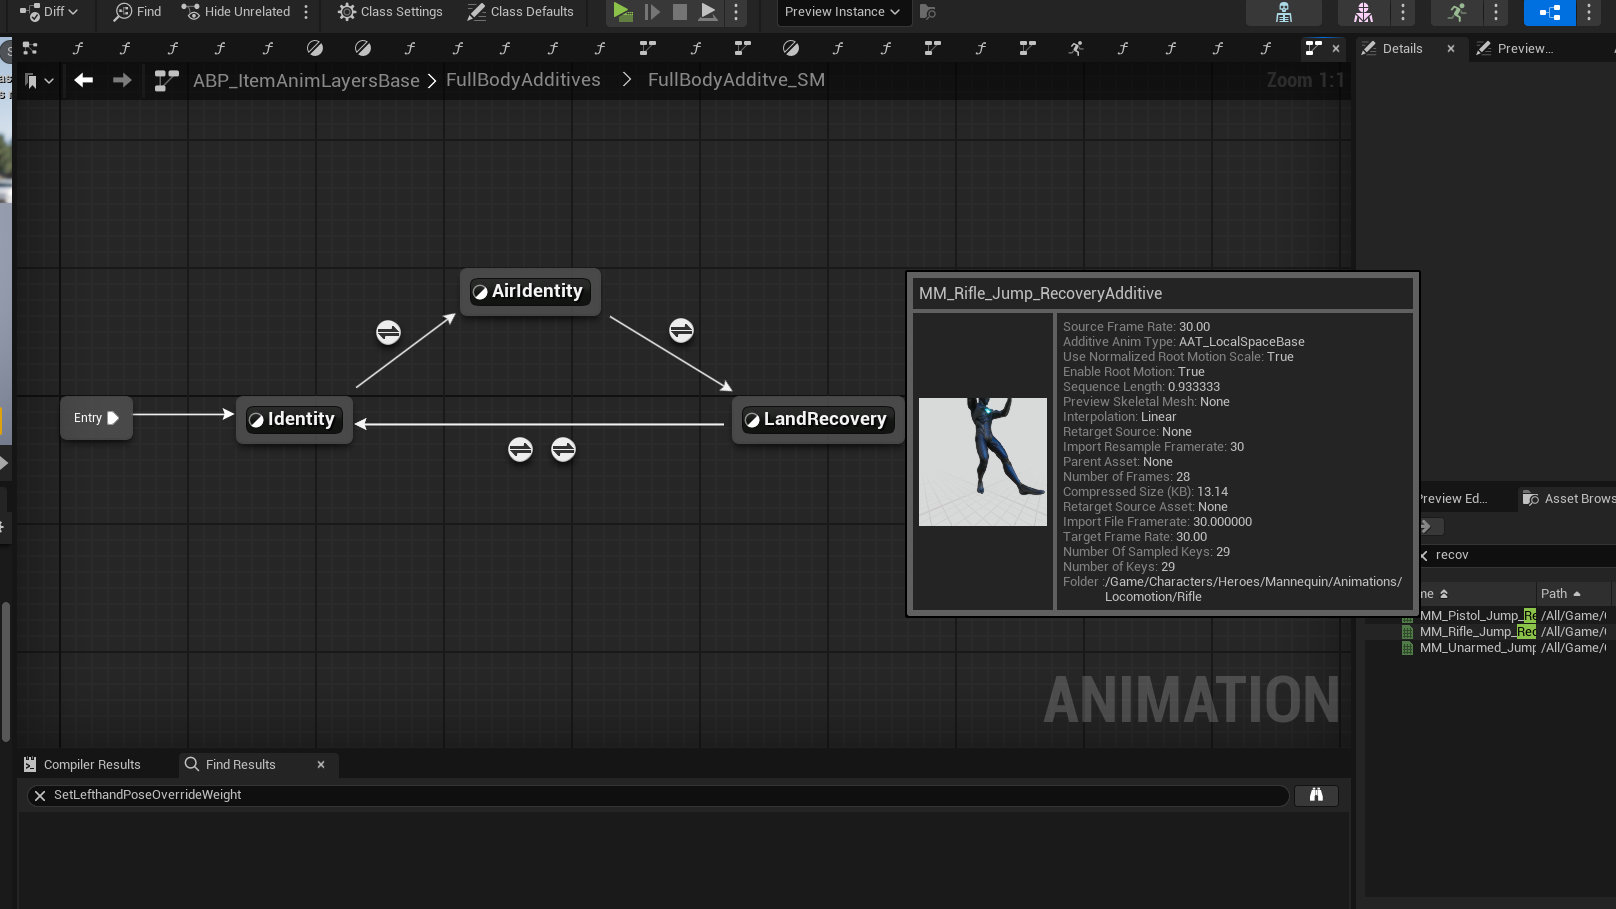 Diff
Find
Hide Unrelated
Class Settings
Class Defaults
Preview Instance
Details
Preview...
ABP_ItemAnimLayersBase
FullBodyAdditives
FullBodyAdditve_SM
Zoom 1:1
AirIdentity
Entry
Identity
LandRecovery
MM_Rifle_Jump_RecoveryAdditive
Source Frame Rate: 30.00
Additive Anim Type: AAT_LocalSpaceBase
Use Normalized Root Motion Scale: True
Enable Root Motion: True
Sequence Length: 0.933333
Preview Skeletal Mesh: None
Interpolation: Linear
Retarget Source: None
Import Resample Framerate: 30
Parent Asset: None
Number of Frames: 28
Compressed Size (KB): 13.14
Retarget Source Asset: None
Import File Framerate: 30.000000
Target Frame Rate: 30.00
Number Of Sampled Keys: 29
Number of Keys: 29
Folder :/Game/Characters/Heroes/Mannequin/Animations/
Locomotion/Rifle
Preview Ed...
Asset Brows
recov
me
Path
MM_Pistol_Jump_Re /All/Game/
MM_Rifle_Jump_Rec /All/Game/
MM_Unarmed_Jump /All/Game/
ANIMATION
Compiler Results
Find Results
SetLefthandPoseOverrideWeight